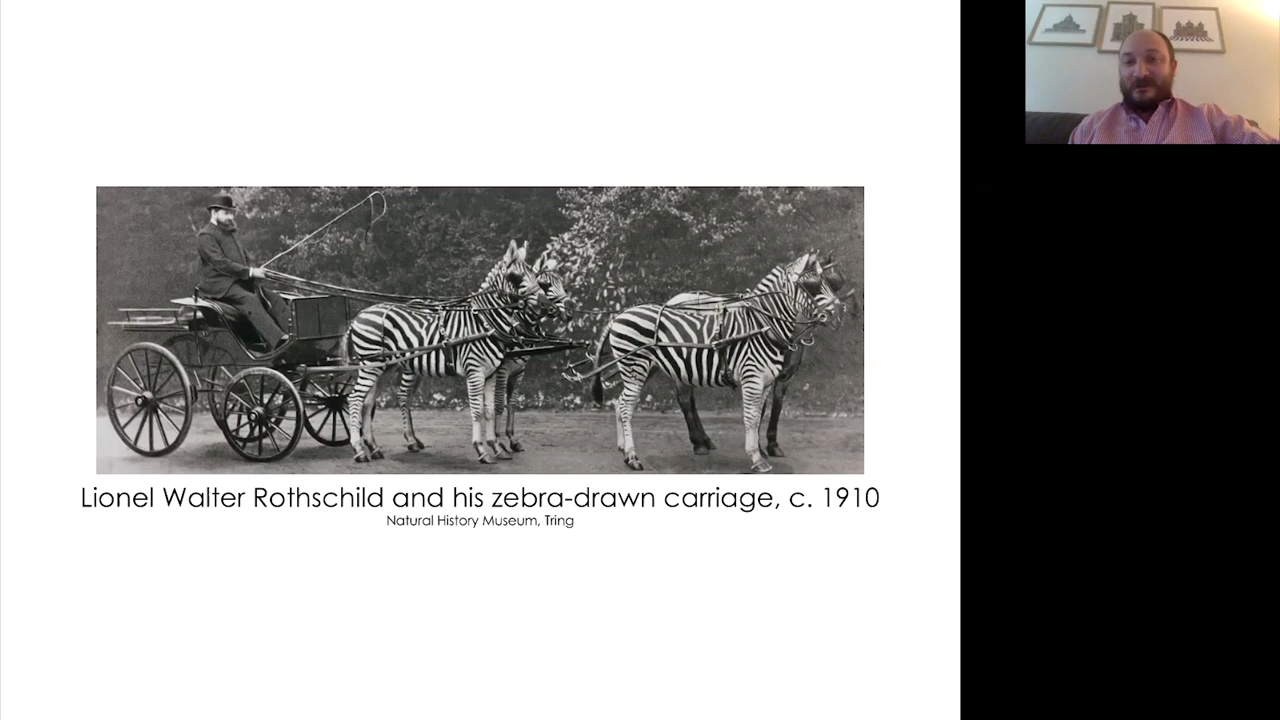 Lionel Walter Rothschild and his zebra-drawn carriage, c. 1910
Natural History Museum, Tring